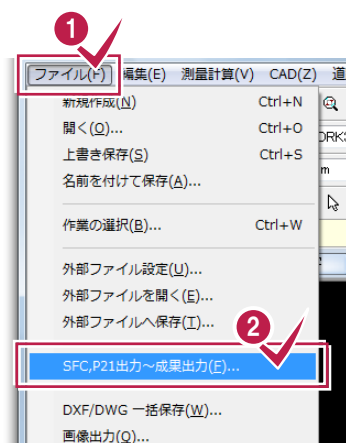 1
ファイル(F) 編集(E) 測量計算(V) CAD(Z) 道
新規作成(N) Ctrl+N
開く(O)... Ctrl+O
上書き保存(S) Ctrl+S
名前を付けて保存(A)... m
作業の選択(B)... Ctrl+W
外部ファイル設定(U)...
外部ファイルを開く(E)...
外部ファイルへ保存(T)...
2
SFC,P21出力～成果出力(F)...
DXF/DWG 一括保存(W)...
画像出力(Q)...